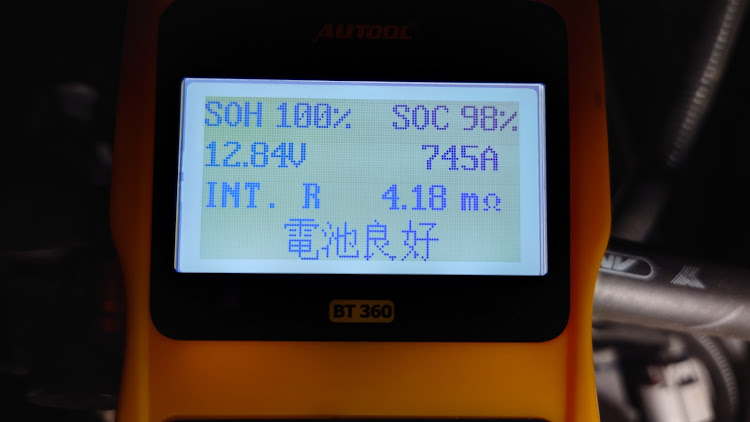 AUTOOL
SOH 100% SOC 98%
12.84V 745A
INT. R 4.18 mΩ
電池良好
BT 360